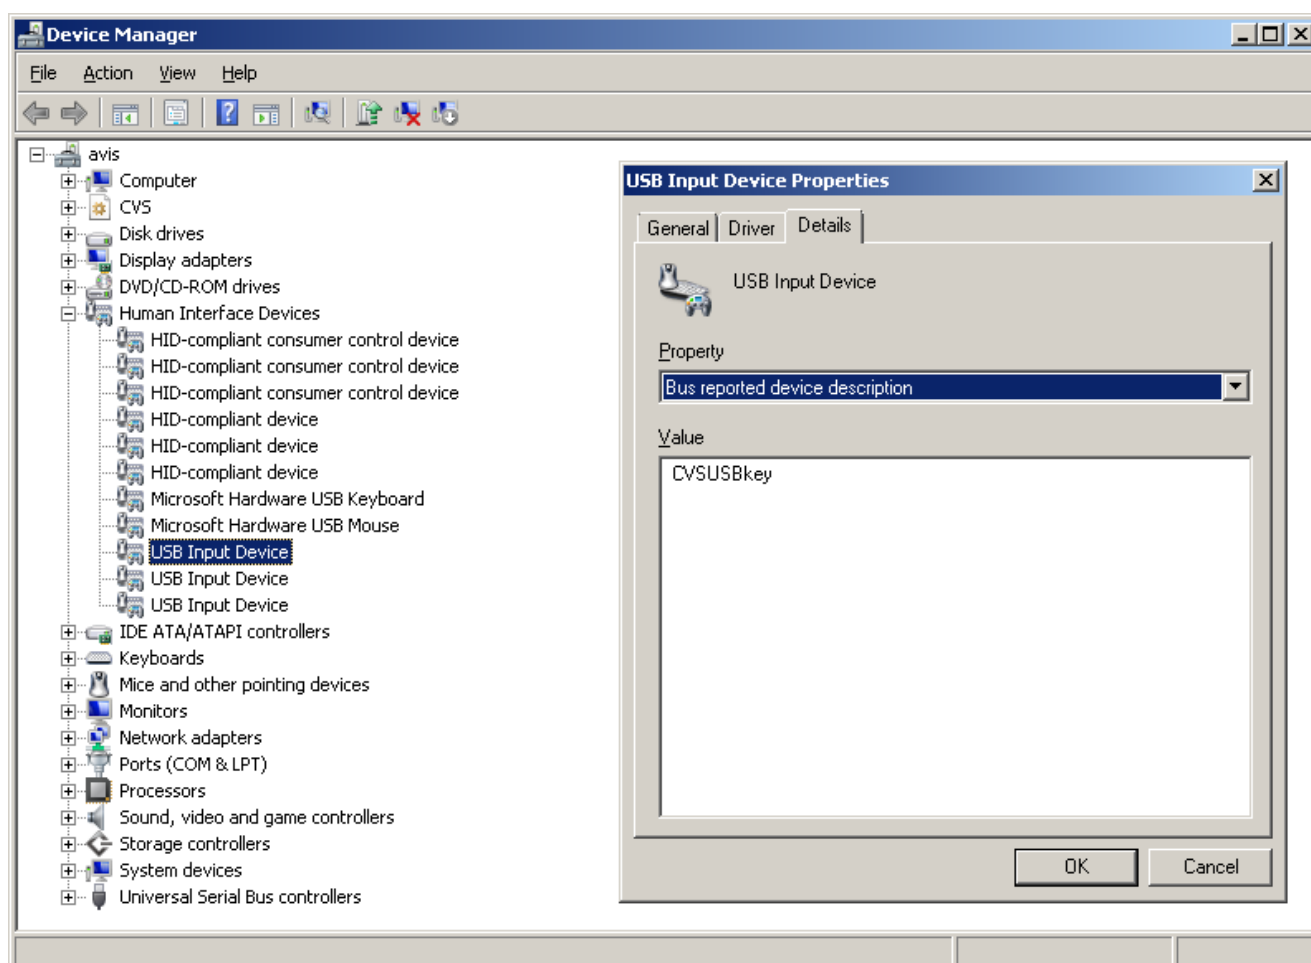 Device Manager
File Action View Help
avis
Computer
CVS
Disk drives
Display adapters
DVD/CD-ROM drives
Human Interface Devices
HID-compliant consumer control device
HID-compliant consumer control device
HID-compliant consumer control device
HID-compliant device
HID-compliant device
HID-compliant device
Microsoft Hardware USB Keyboard
Microsoft Hardware USB Mouse
USB Input Device
USB Input Device
USB Input Device
IDE ATA/ATAPI controllers
Keyboards
Mice and other pointing devices
Monitors
Network adapters
Ports (COM & LPT)
Processors
Sound, video and game controllers
Storage controllers
System devices
Universal Serial Bus controllers
USB Input Device Properties
General Driver Details
USB Input Device
Property
Bus reported device description
Value
CVSUSBkey
OK Cancel